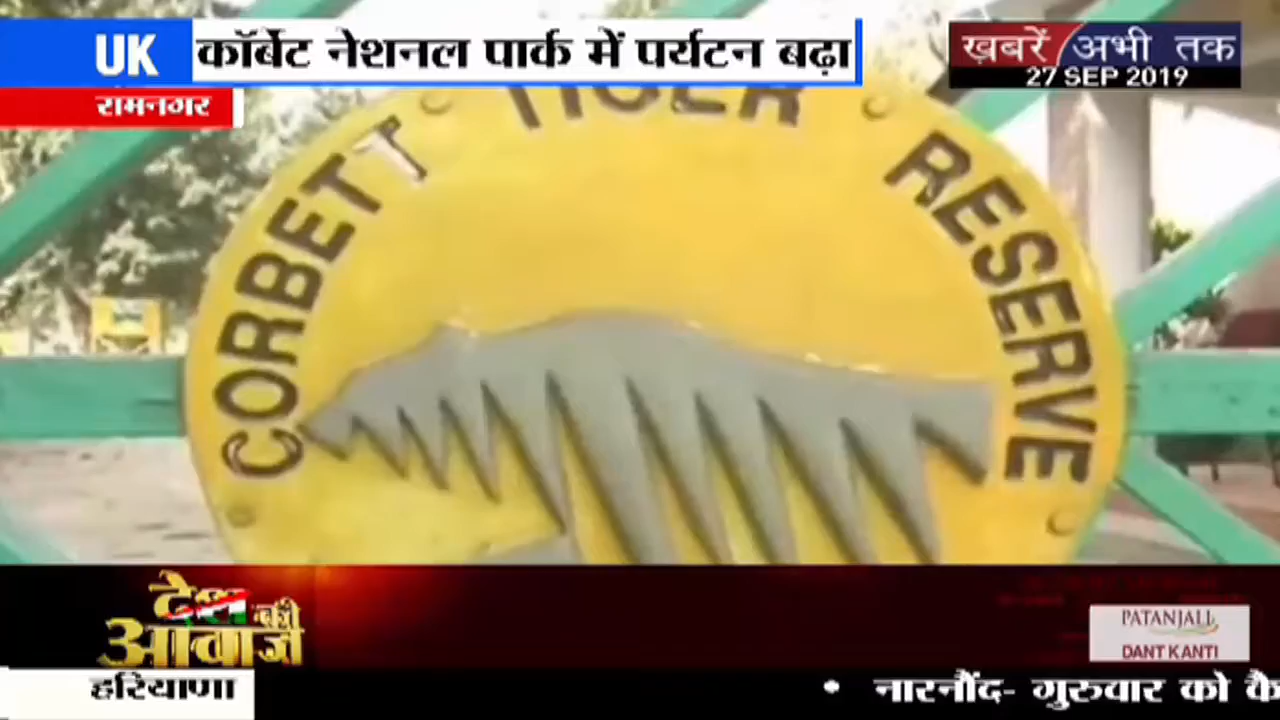 UK
कॉर्बेट नेशनल पार्क में पर्यटन बढ़ा
रामनगर
ख़बरें अभी तक
27 SEP 2019
CORBETT TIGER RESERVE
देश की
आवाज
PATANJALI
DANT KANTI
हरियाणा
• नारनौंद- गुरुवार को